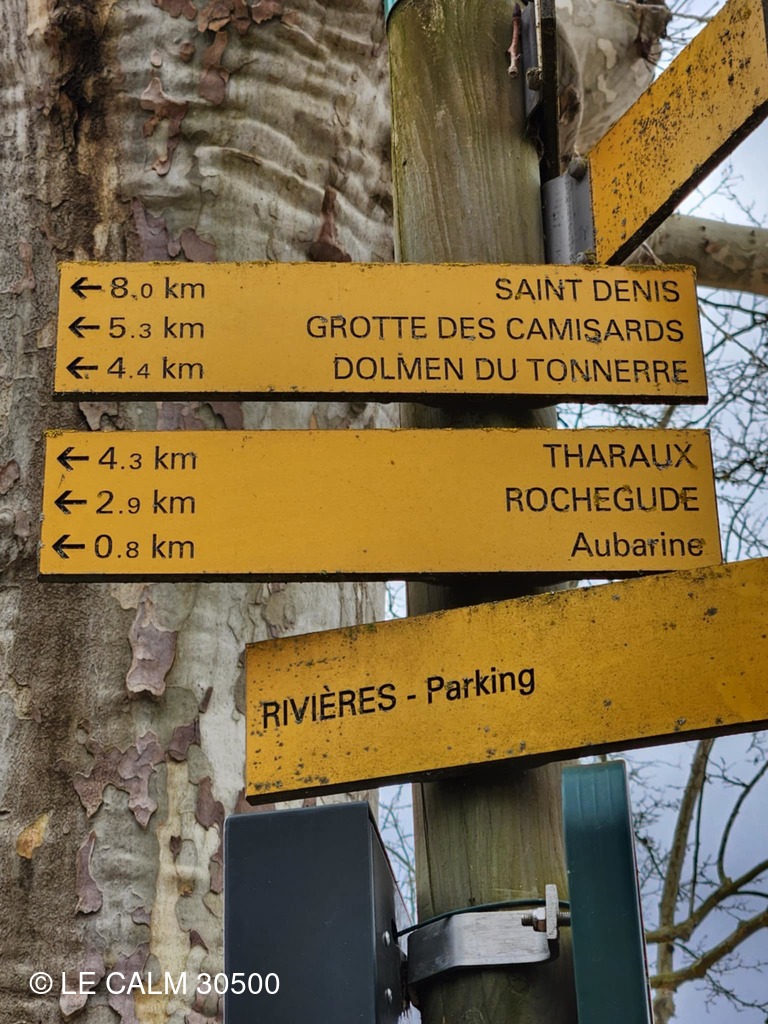 ← 8.0 km SAINT DENIS
← 5.3 km GROTTE DES CAMISARDS
← 4.4 km DOLMEN DU TONNERRE
← 4.3 km THARAUX
← 2.9 km ROCHEGUDE
← 0.8 km Aubarine
RIVIÈRES - Parking
© LE CALM 30500